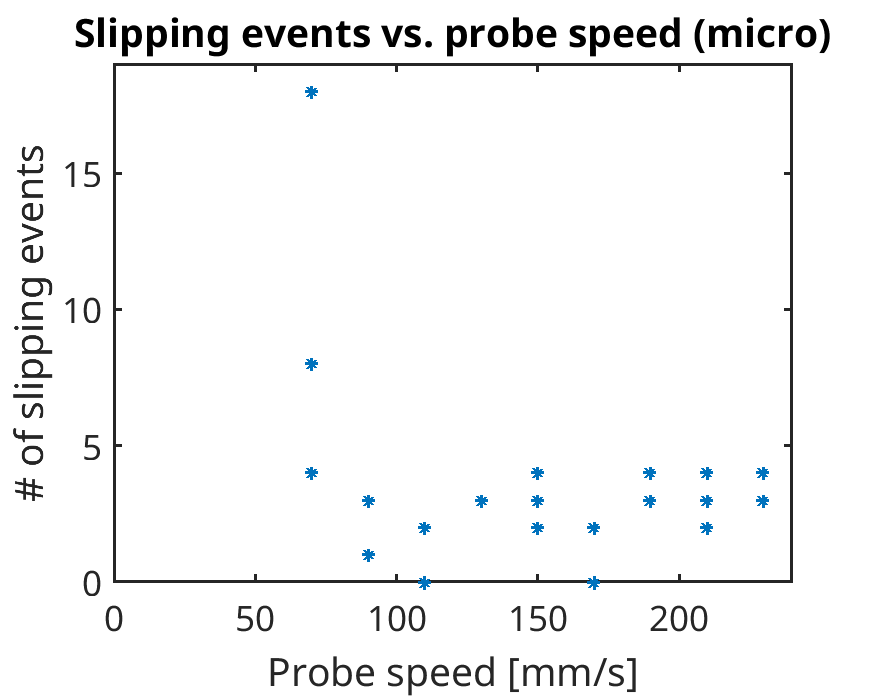 Slipping events vs. probe speed (micro)
# of slipping events
15
10
5
0
0 50 100 150 200
Probe speed [mm/s]